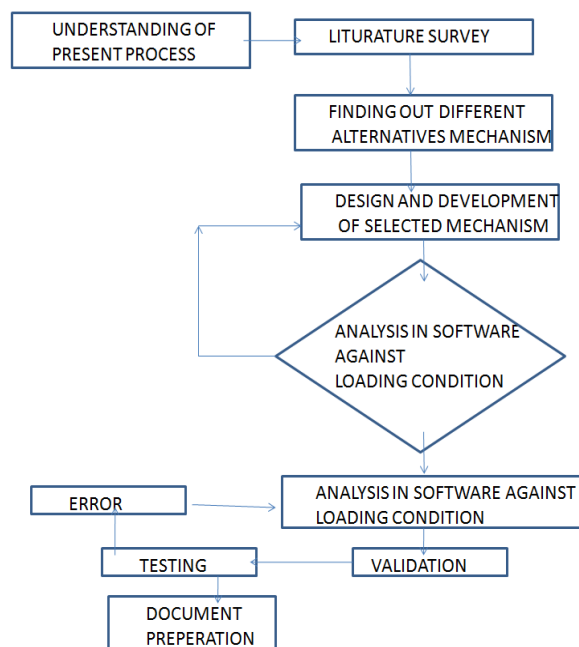 UNDERSTANDING OF
PRESENT PROCESS
LITURATURE SURVEY
FINDING OUT DIFFERENT
ALTERNATIVES MECHANISM
DESIGN AND DEVELOPMENT
OF SELECTED MECHANISM
ANALYSIS IN SOFTWARE
AGAINST
LOADING CONDITION
ANALYSIS IN SOFTWARE AGAINST
LOADING CONDITION
ERROR
VALIDATION
TESTING
DOCUMENT
PREPERATION